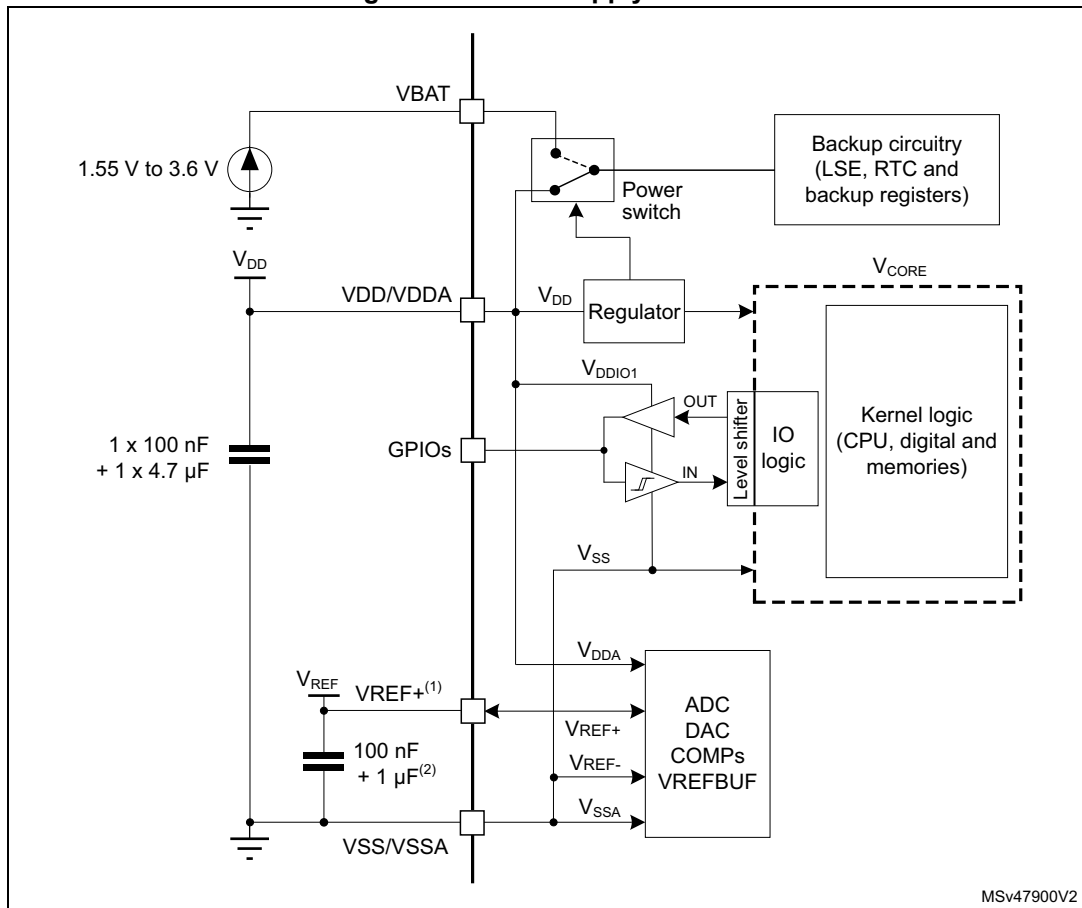 VBAT
1.55 V to 3.6 V
Power
switch
Backup circuitry
(LSE, RTC and
backup registers)
VDD
VDD/VDDA
VDD
Regulator
VCORE
VDDIO1
OUT
1 x 100 nF
+ 1 x 4.7 µF
GPIOs
IN
Level shifter
IO
logic
Kernel logic
(CPU, digital and
memories)
VSS
VDDA
VREF
VREF+(1)
VREF+
100 nF
+ 1 µF(2)
VREF-
ADC
DAC
COMPs
VREFBUF
VSSA
VSS/VSSA
MSv47900V2